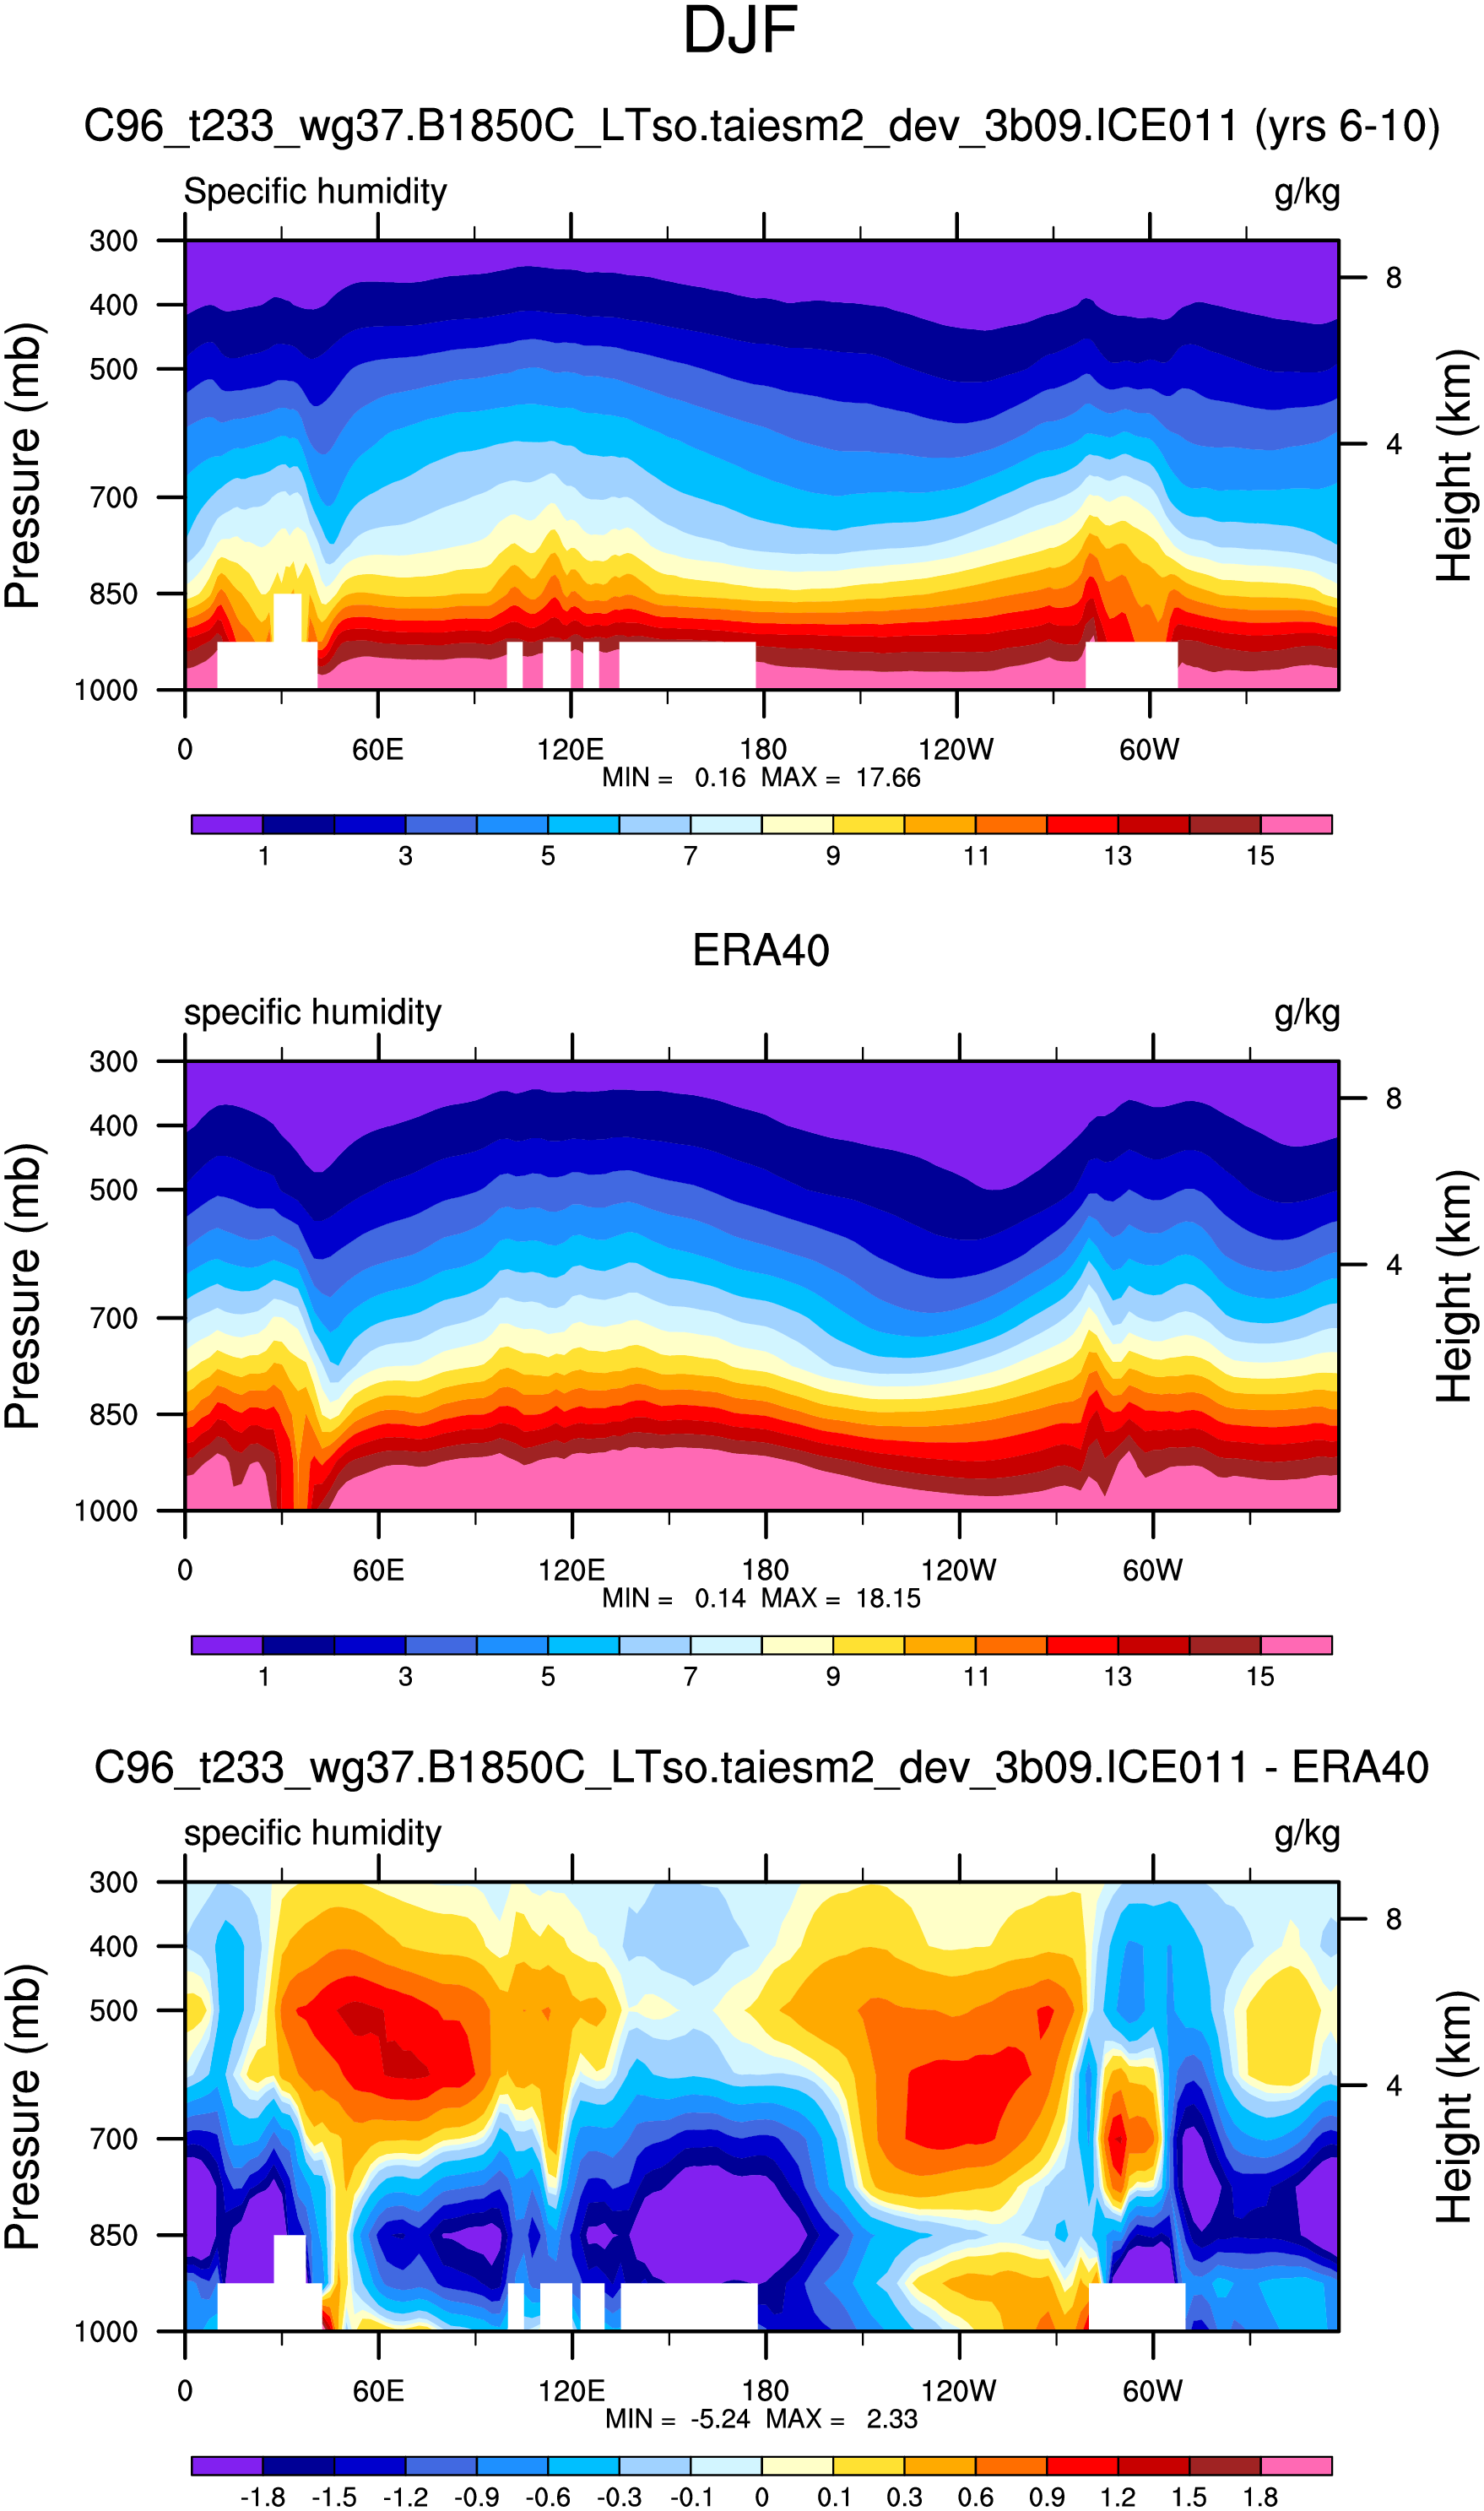 DJF
C96_t233_wg37.B1850C_LTso.taiesm2_dev_3b09.ICE011 (yrs 6-10)
Specific humidity g/kg
300
400
500
700
850
1000
Pressure (mb)
8
4
Height (km)
0 60E 120E 180 120W 60W
MIN = 0.16 MAX = 17.66
1 3 5 7 9 11 13 15
ERA40
specific humidity g/kg
300
400
500
700
850
1000
Pressure (mb)
8
4
Height (km)
0 60E 120E 180 120W 60W
MIN = 0.14 MAX = 18.15
1 3 5 7 9 11 13 15
C96_t233_wg37.B1850C_LTso.taiesm2_dev_3b09.ICE011 - ERA40
specific humidity g/kg
300
400
500
700
850
1000
Pressure (mb)
8
4
Height (km)
0 60E 120E 180 120W 60W
MIN = -5.24 MAX = 2.33
-1.8 -1.5 -1.2 -0.9 -0.6 -0.3 -0.1 0 0.1 0.3 0.6 0.9 1.2 1.5 1.8